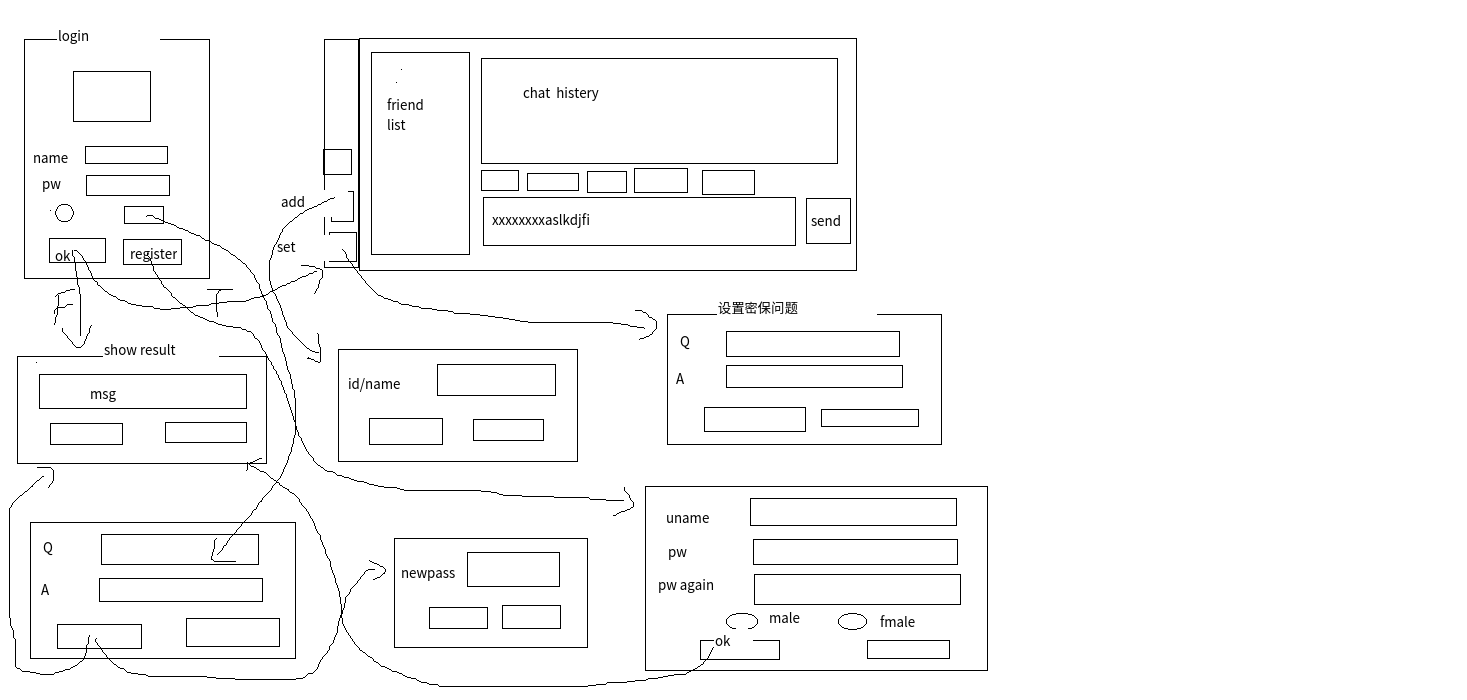 login
name
pw
ok
register
add
set
friend
list
chat histery
xxxxxxxxaslkdjfi
send
F
T
show result
msg
id/name
设置密保问题
Q
A
Q
A
newpass
uname
pw
pw again
male
fmale
ok